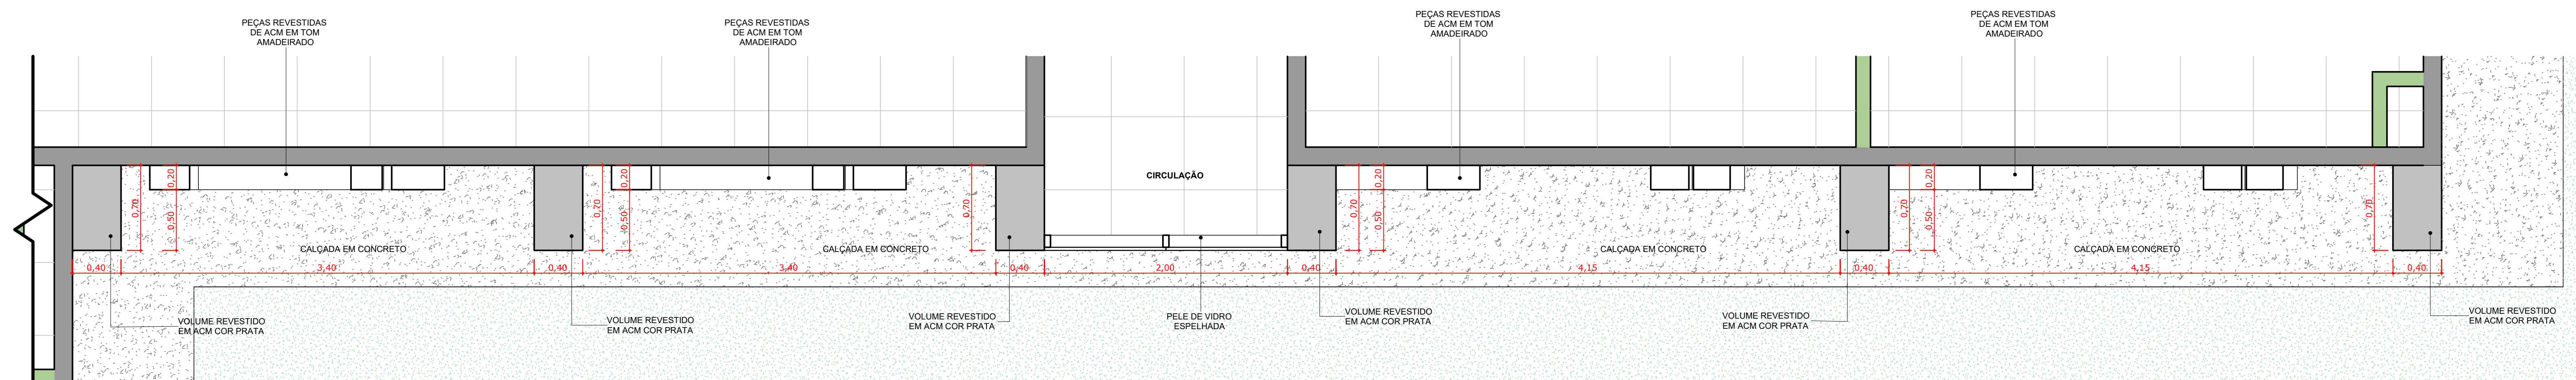 PEÇAS REVESTIDAS
DE ACM EM TOM
AMADEIRADO
PEÇAS REVESTIDAS
DE ACM EM TOM
AMADEIRADO
PEÇAS REVESTIDAS
DE ACM EM TOM
AMADEIRADO
PEÇAS REVESTIDAS
DE ACM EM TOM
AMADEIRADO
CIRCULAÇÃO
0,70
0,20
0,50
0,70
0,20
0,50
0,70
0,70
0,20
0,50
0,70
0,20
0,50
0,70
CALÇADA EM CONCRETO
CALÇADA EM CONCRETO
CALÇADA EM CONCRETO
CALÇADA EM CONCRETO
0,40
3,40
0,40
3,40
0,40
2,00
0,40
4,15
0,40
4,15
0,40
VOLUME REVESTIDO
EM ACM COR PRATA
VOLUME REVESTIDO
EM ACM COR PRATA
VOLUME REVESTIDO
EM ACM COR PRATA
PELE DE VIDRO
ESPELHADA
VOLUME REVESTIDO
EM ACM COR PRATA
VOLUME REVESTIDO
EM ACM COR PRATA
VOLUME REVESTIDO
EM ACM COR PRATA